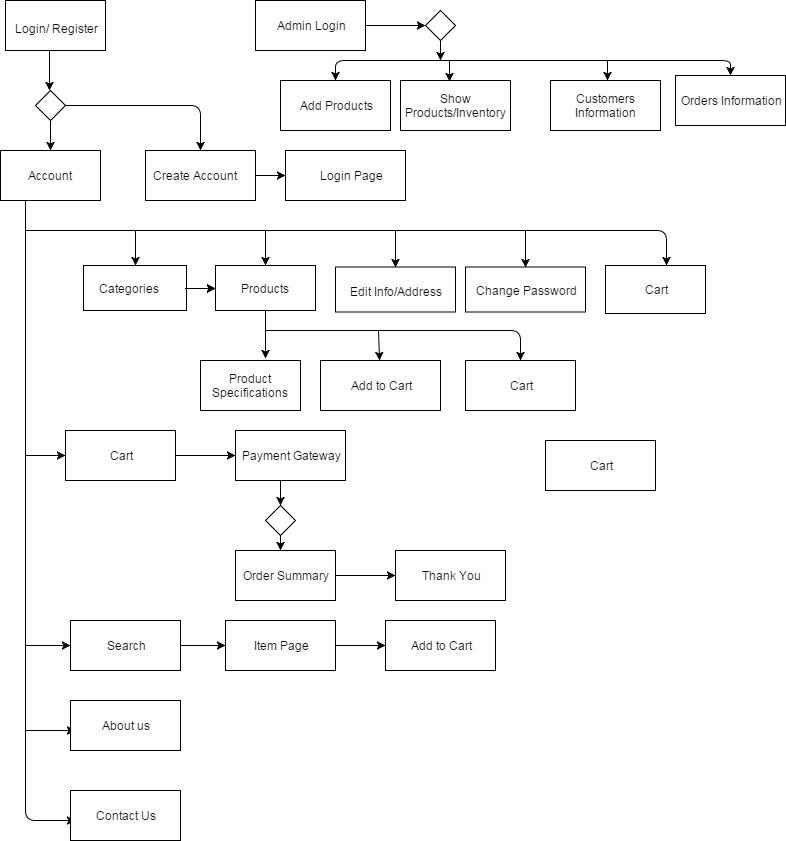 Login/ Register
Admin Login
Add Products
Show
Products/Inventory
Customers
Information
Orders Information
Account
Create Account
Login Page
Categories
Products
Edit Info/Address
Change Password
Cart
Product
Specifications
Add to Cart
Cart
Cart
Payment Gateway
Cart
Order Summary
Thank You
Search
Item Page
Add to Cart
About us
Contact Us